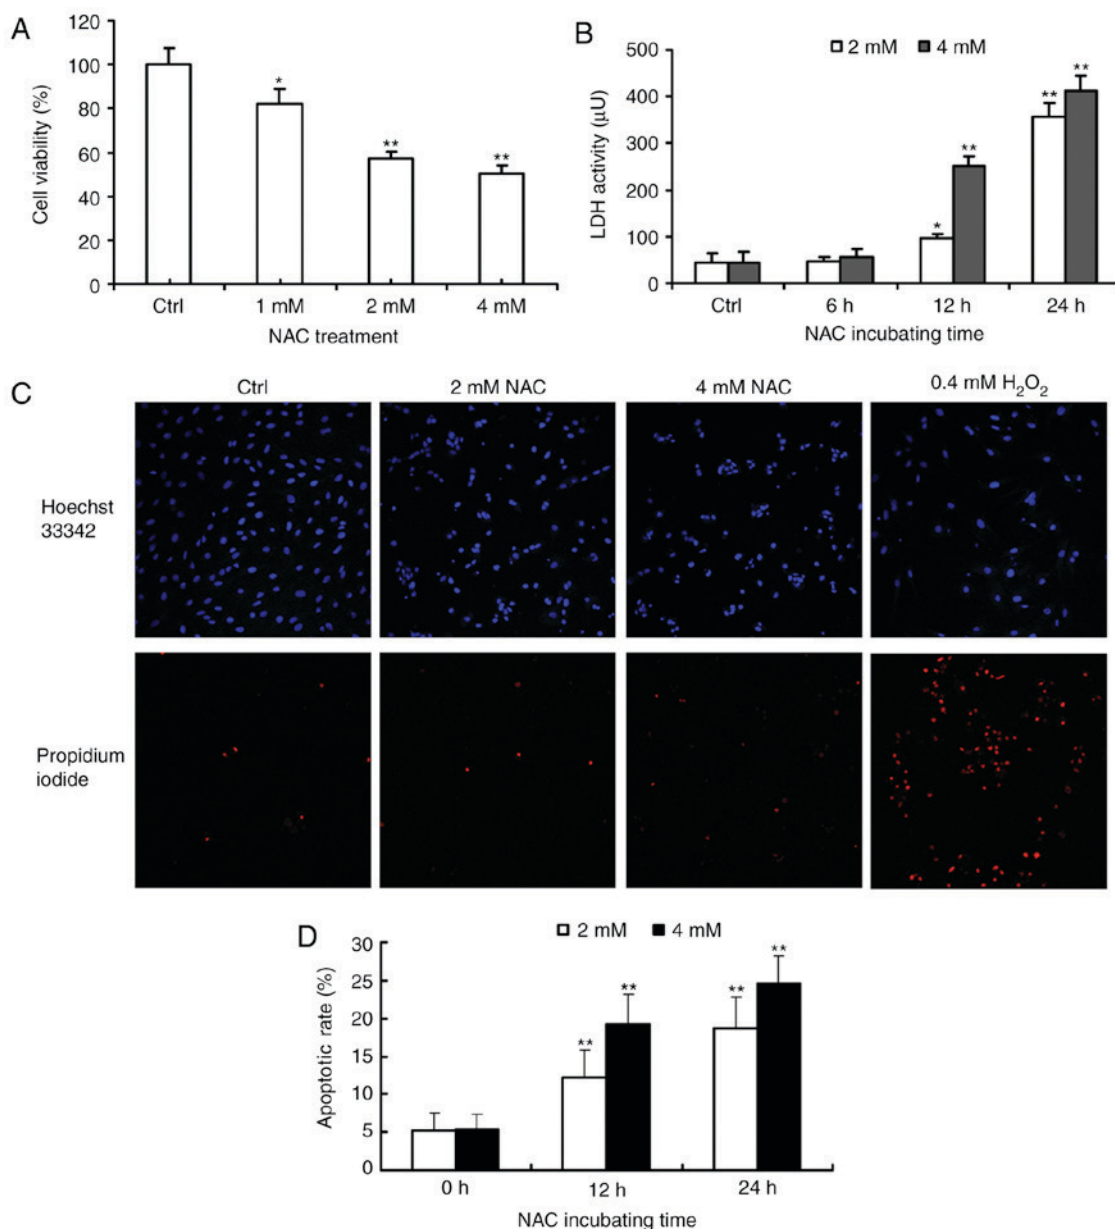 A
120
100
80
60
40
20
0
Cell viability (%)
*
**
**
Ctrl 1 mM 2 mM 4 mM
NAC treatment
B
2 mM 4 mM
500
400
300
200
100
0
LDH activity (µU)
*
**
**
**
Ctrl 6 h 12 h 24 h
NAC incubating time
C
Ctrl 2 mM NAC 4 mM NAC 0.4 mM H₂O₂
Hoechst
33342
Propidium
iodide
D
2 mM 4 mM
30
25
20
15
10
5
0
Apoptotic rate (%)
**
**
**
**
0 h 12 h 24 h
NAC incubating time